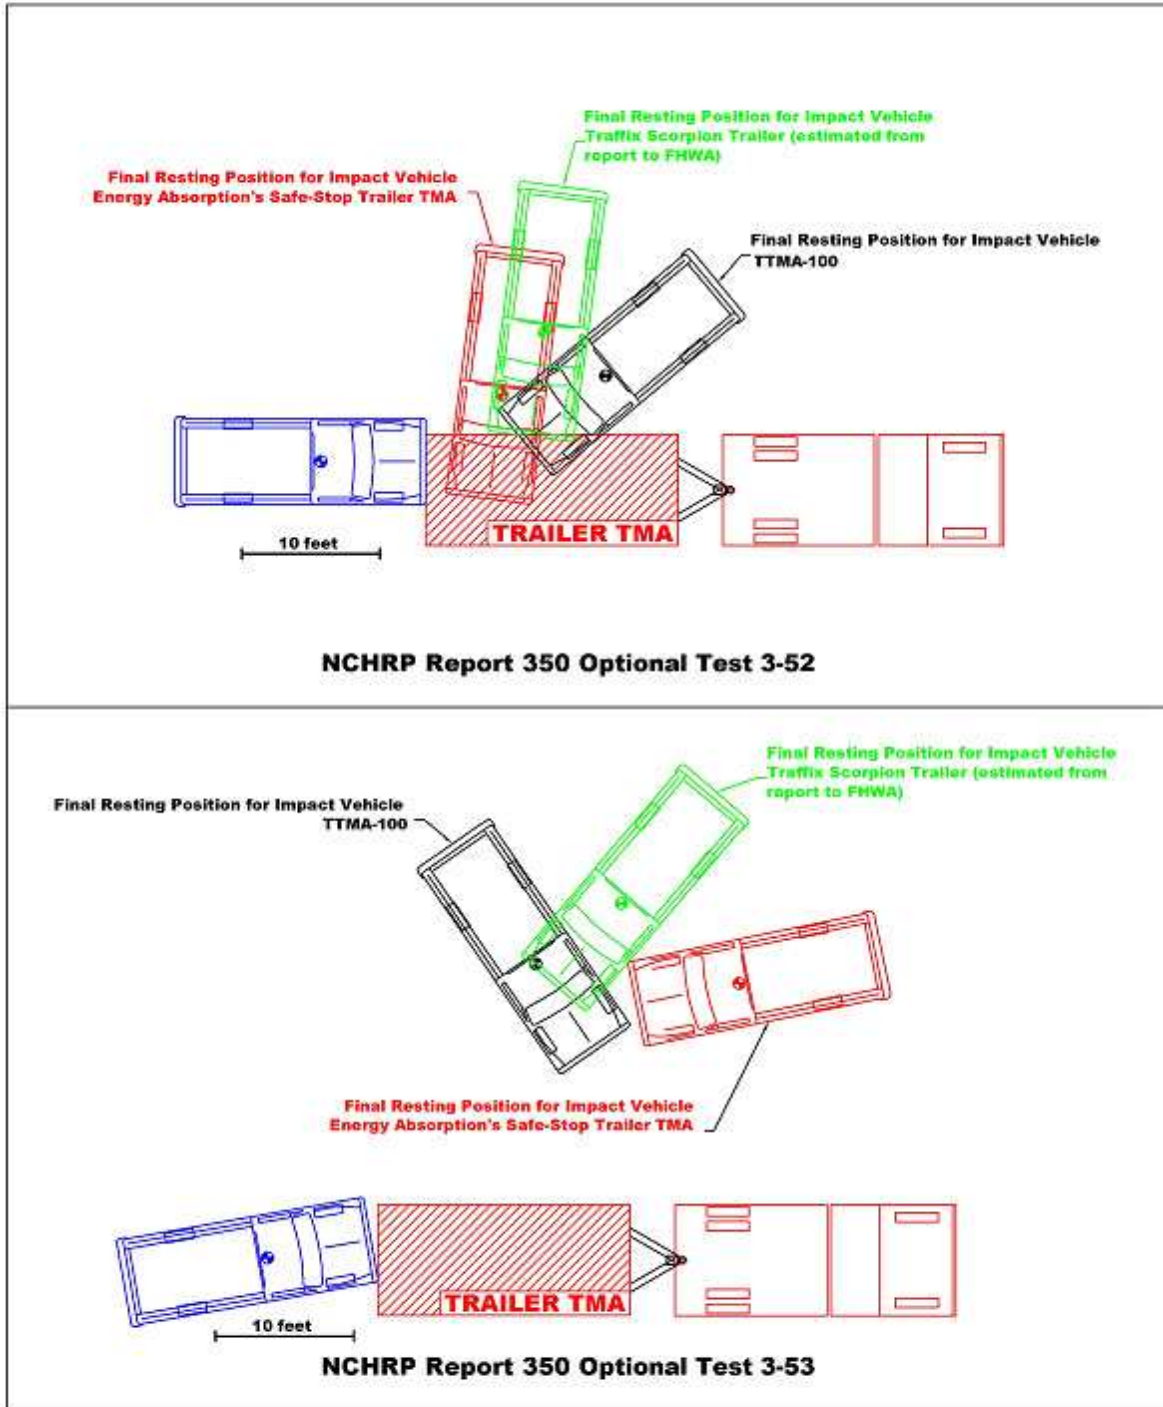 Final Resting Position for Impact Vehicle
Traffix Scorpion Trailer (estimated from
report to FHWA)
Final Resting Position for Impact Vehicle
Energy Absorption's Safe-Stop Trailer TMA
Final Resting Position for Impact Vehicle
TTMA-100
TRAILER TMA
10 feet
NCHRP Report 350 Optional Test 3-52
Final Resting Position for Impact Vehicle
Traffix Scorpion Trailer (estimated from
report to FHWA)
Final Resting Position for Impact Vehicle
TTMA-100
Final Resting Position for Impact Vehicle
Energy Absorption's Safe-Stop Trailer TMA
TRAILER TMA
10 feet
NCHRP Report 350 Optional Test 3-53